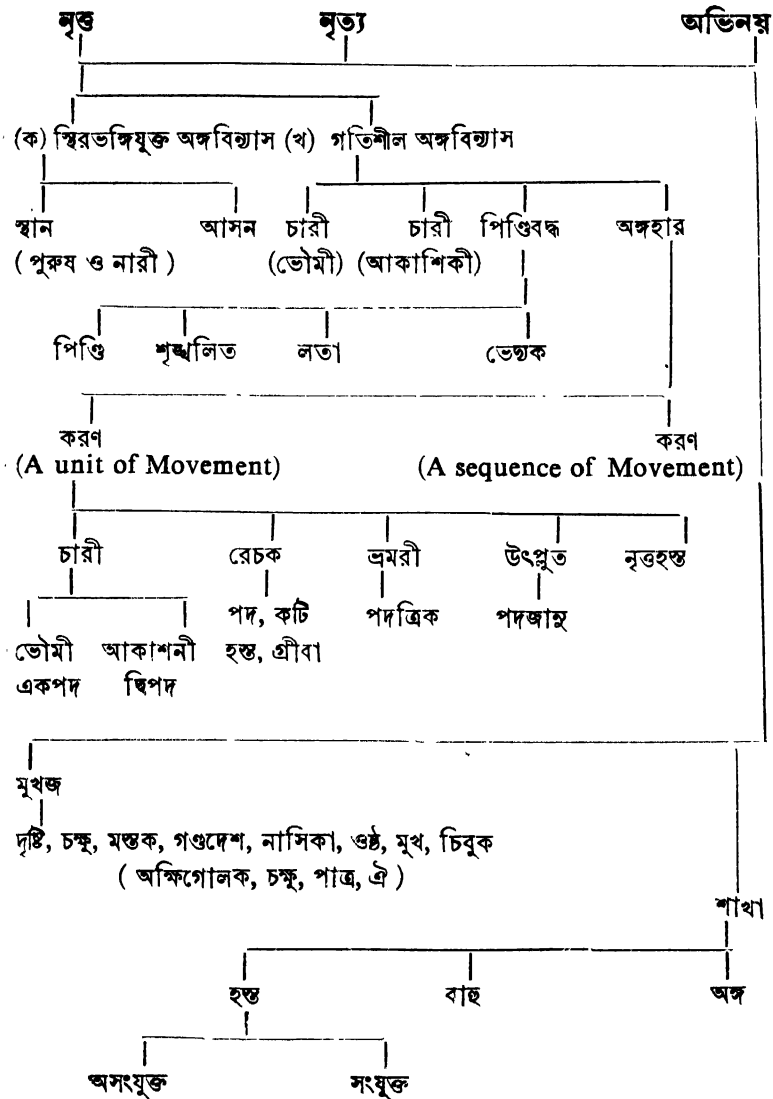 নৃত্ত নৃত্য অভিনয়
(ক) স্থিরভঙ্গিযুক্ত অঙ্গবিন্যাস (খ) গতিশীল অঙ্গবিন্যাস
স্থান আসন চারী চারী পিণ্ডিবদ্ধ অঙ্গহার
( পুরুষ ও নারী ) (ভৌমী) (আকাশিকী)
পিণ্ডি শৃঙ্খলিত লতা ভেদ্যক
করণ করণ
(A unit of Movement) (A sequence of Movement)
চারী রেচক ভ্রমরী উৎপ্লুত নৃত্তহস্ত
পদ, কটি পদত্রিক পদজানু
ভৌমী আকাশনী হস্ত, গ্রীবা
একপদ দ্বিপদ
মুখজ
দৃষ্টি, চক্ষু, মস্তক, গণ্ডদেশ, নাসিকা, ওষ্ঠ, মুখ, চিবুক
( অক্ষিগোলক, চক্ষু, পাত্র, ঐ )
শাখা
হস্ত বাহু অঙ্গ
অসংযুক্ত সংযুক্ত